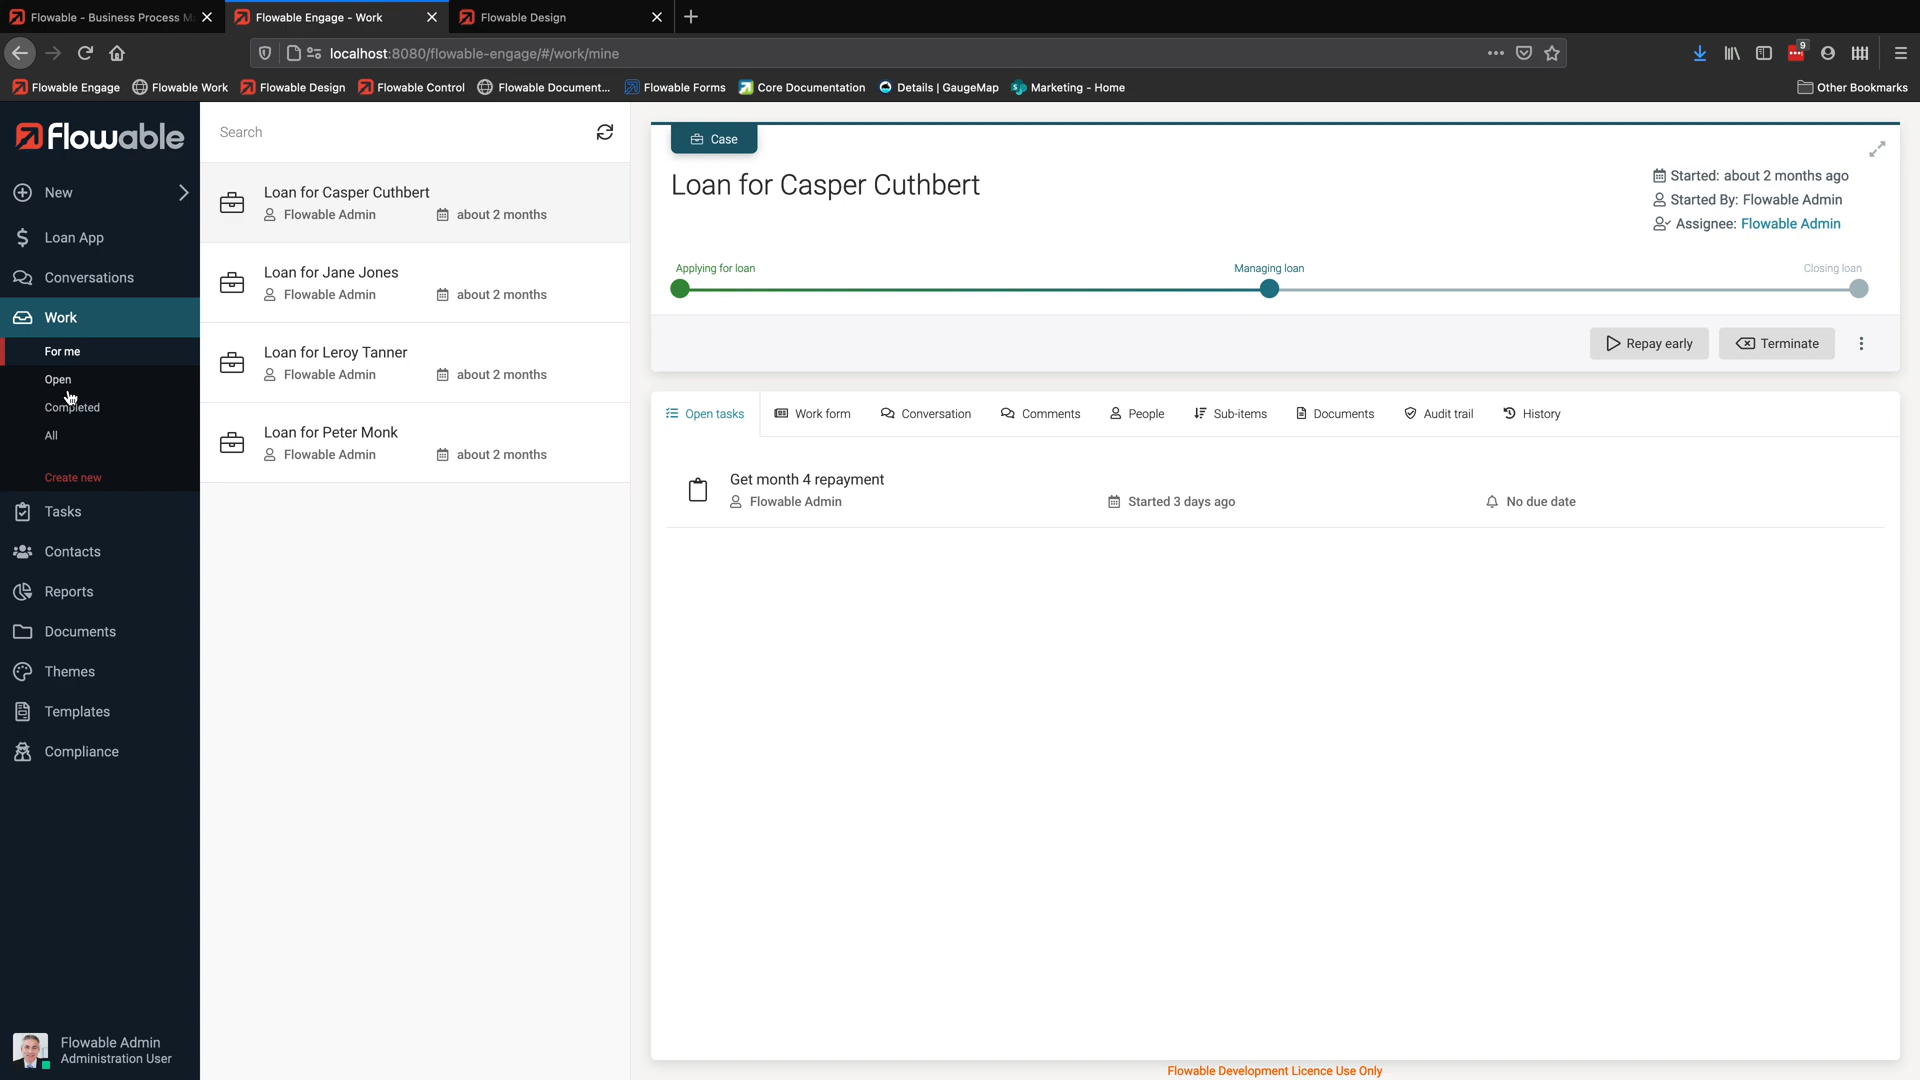 Flowable - Business Process M
Flowable Engage - Work
Flowable Design
localhost:8080/flowable-engage/#/work/mine
9
Flowable Engage
Flowable Work
Flowable Design
Flowable Control
Flowable Document...
Flowable Forms
Core Documentation
Details | GaugeMap
Marketing - Home
Other Bookmarks
Flowable
New
Loan App
Conversations
Work
For me
Open
Completed
All
Create new
Tasks
Contacts
Reports
Documents
Themes
Templates
Compliance
Flowable Admin
Administration User
Search
Loan for Casper Cuthbert
Flowable Admin about 2 months
Loan for Jane Jones
Flowable Admin about 2 months
Loan for Leroy Tanner
Flowable Admin about 2 months
Loan for Peter Monk
Flowable Admin about 2 months
Case
Loan for Casper Cuthbert
Started: about 2 months ago
Started By: Flowable Admin
Assignee: Flowable Admin
Applying for loan Managing loan Closing loan
Repay early Terminate
Open tasks Work form Conversation Comments People Sub-items Documents Audit trail History
Get month 4 repayment
Flowable Admin Started 3 days ago No due date
Flowable Development Licence Use Only